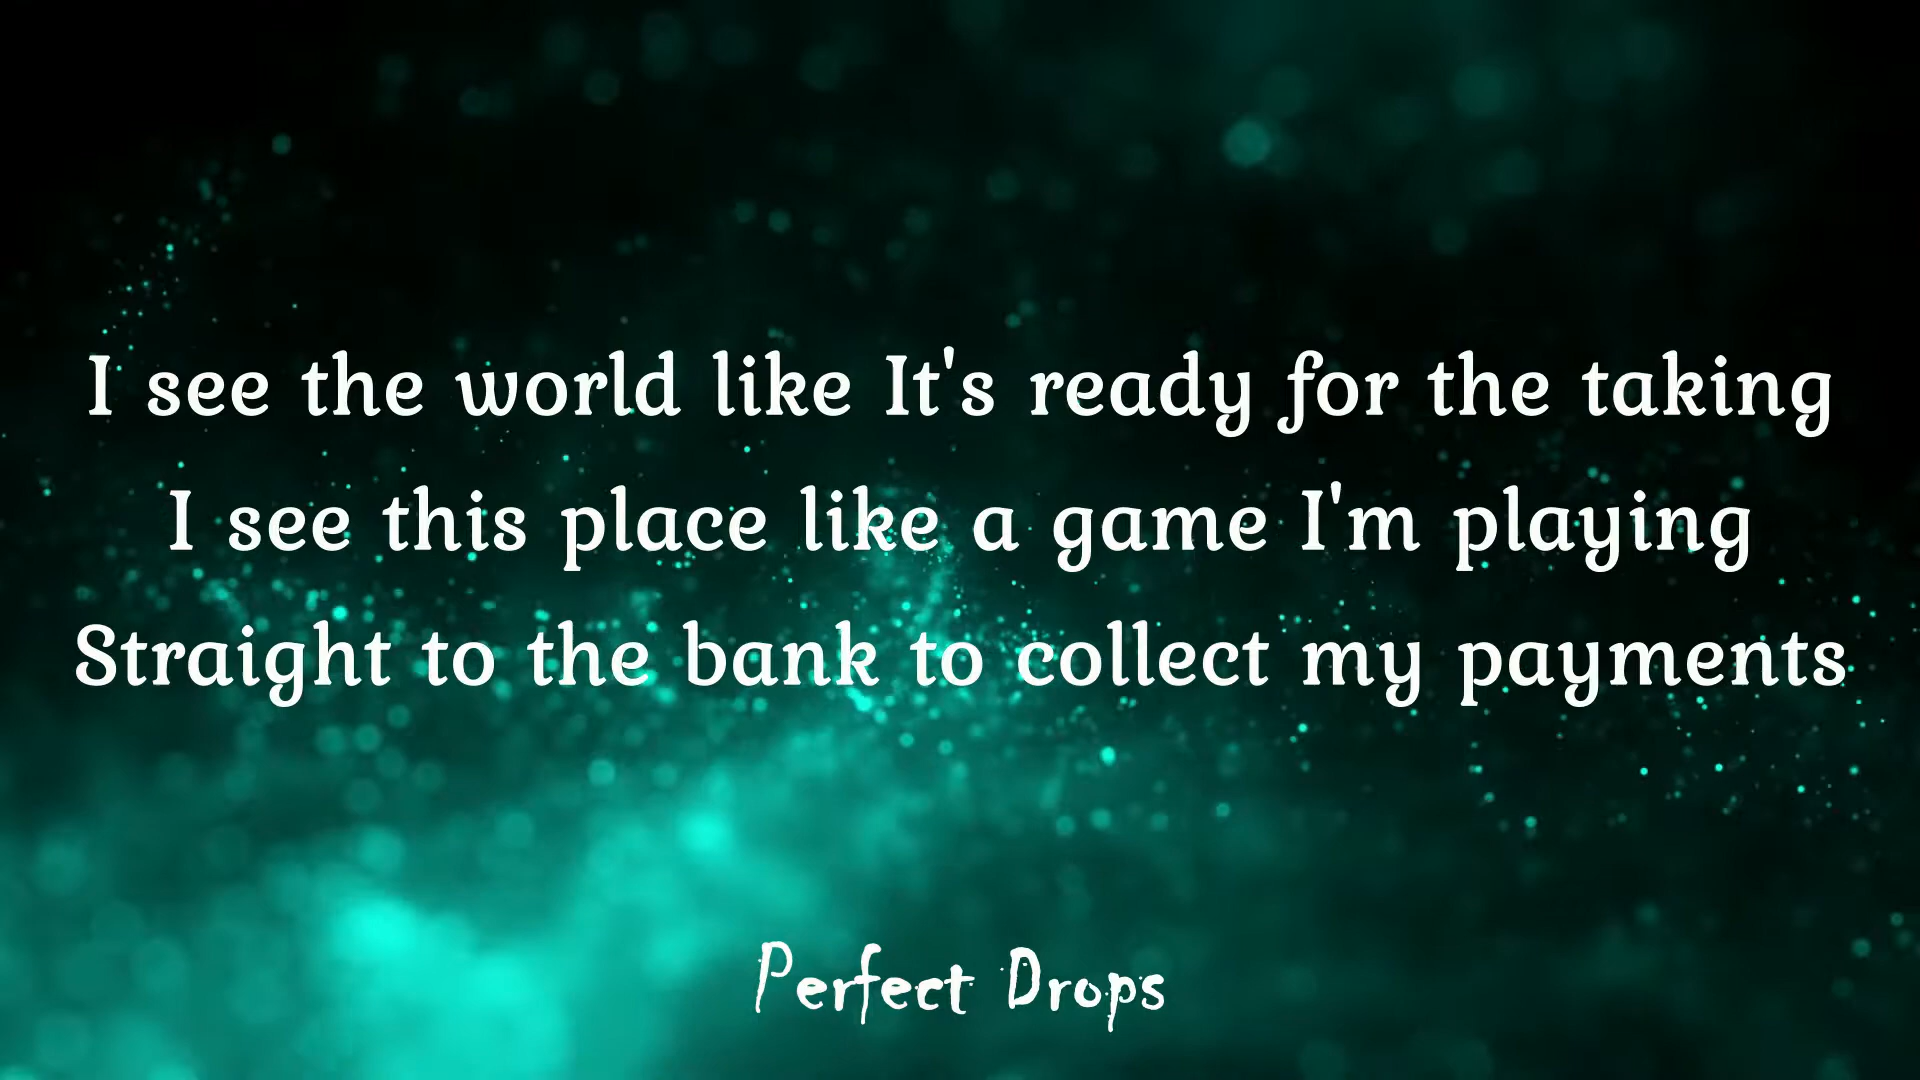 I see the world like It's ready for the taking
I see this place like a game I'm playing
Straight to the bank to collect my payments
Perfect Drops